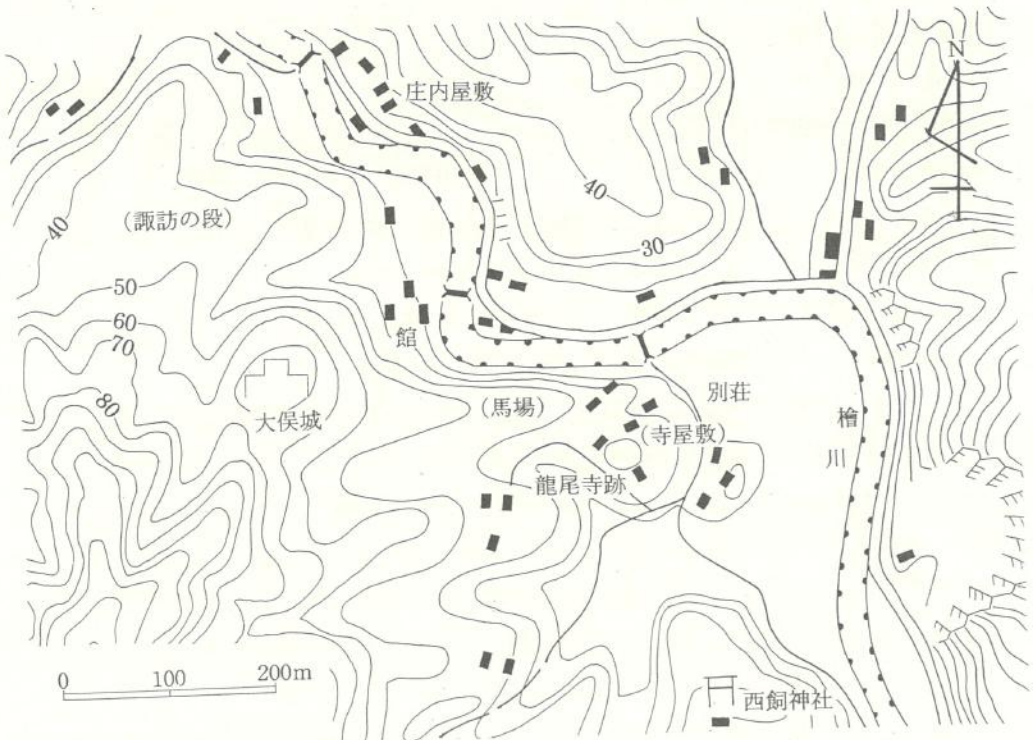 N
庄内屋敷
40
30
(諏訪の段)
40
50
60
70
80
大俣城
館
(馬場)
別荘
(寺屋敷)
龍尾寺跡
檜川
西飼神社
0 100 200m